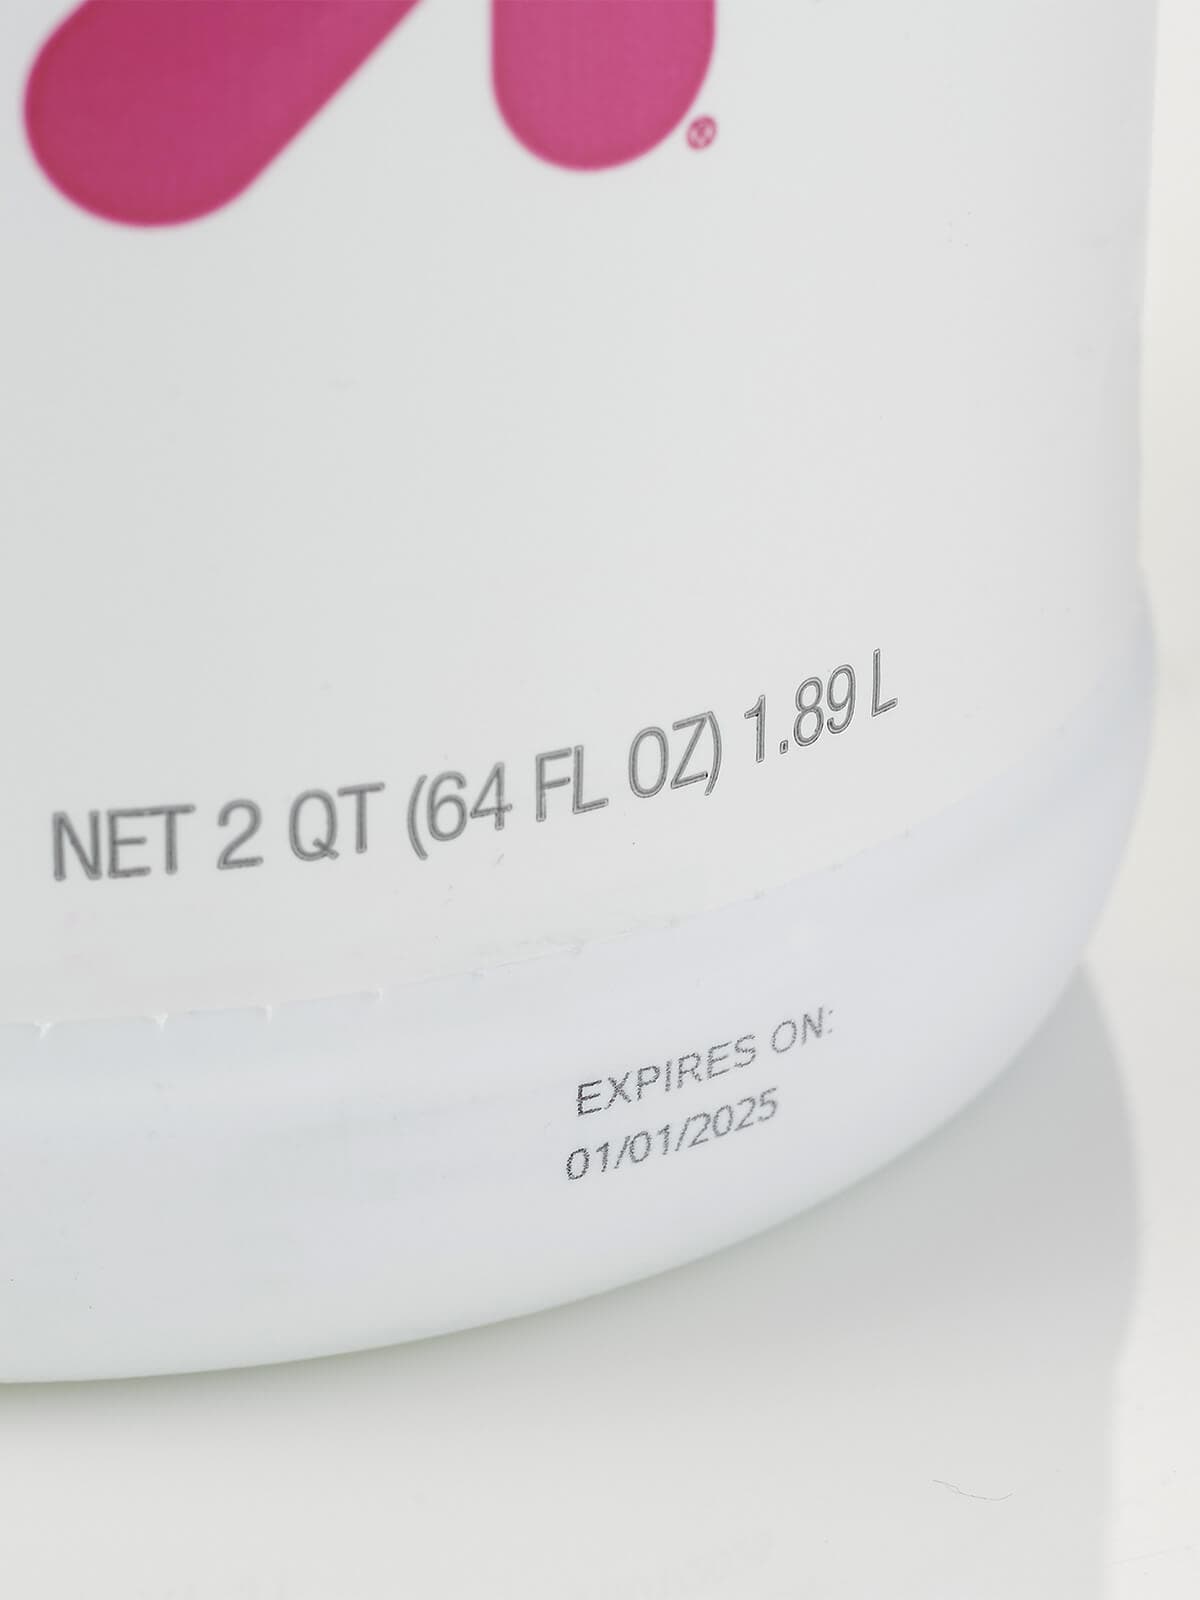 ®
NET 2 QT (64 FL OZ) 1.89 L
EXPIRES ON:
01/01/2025